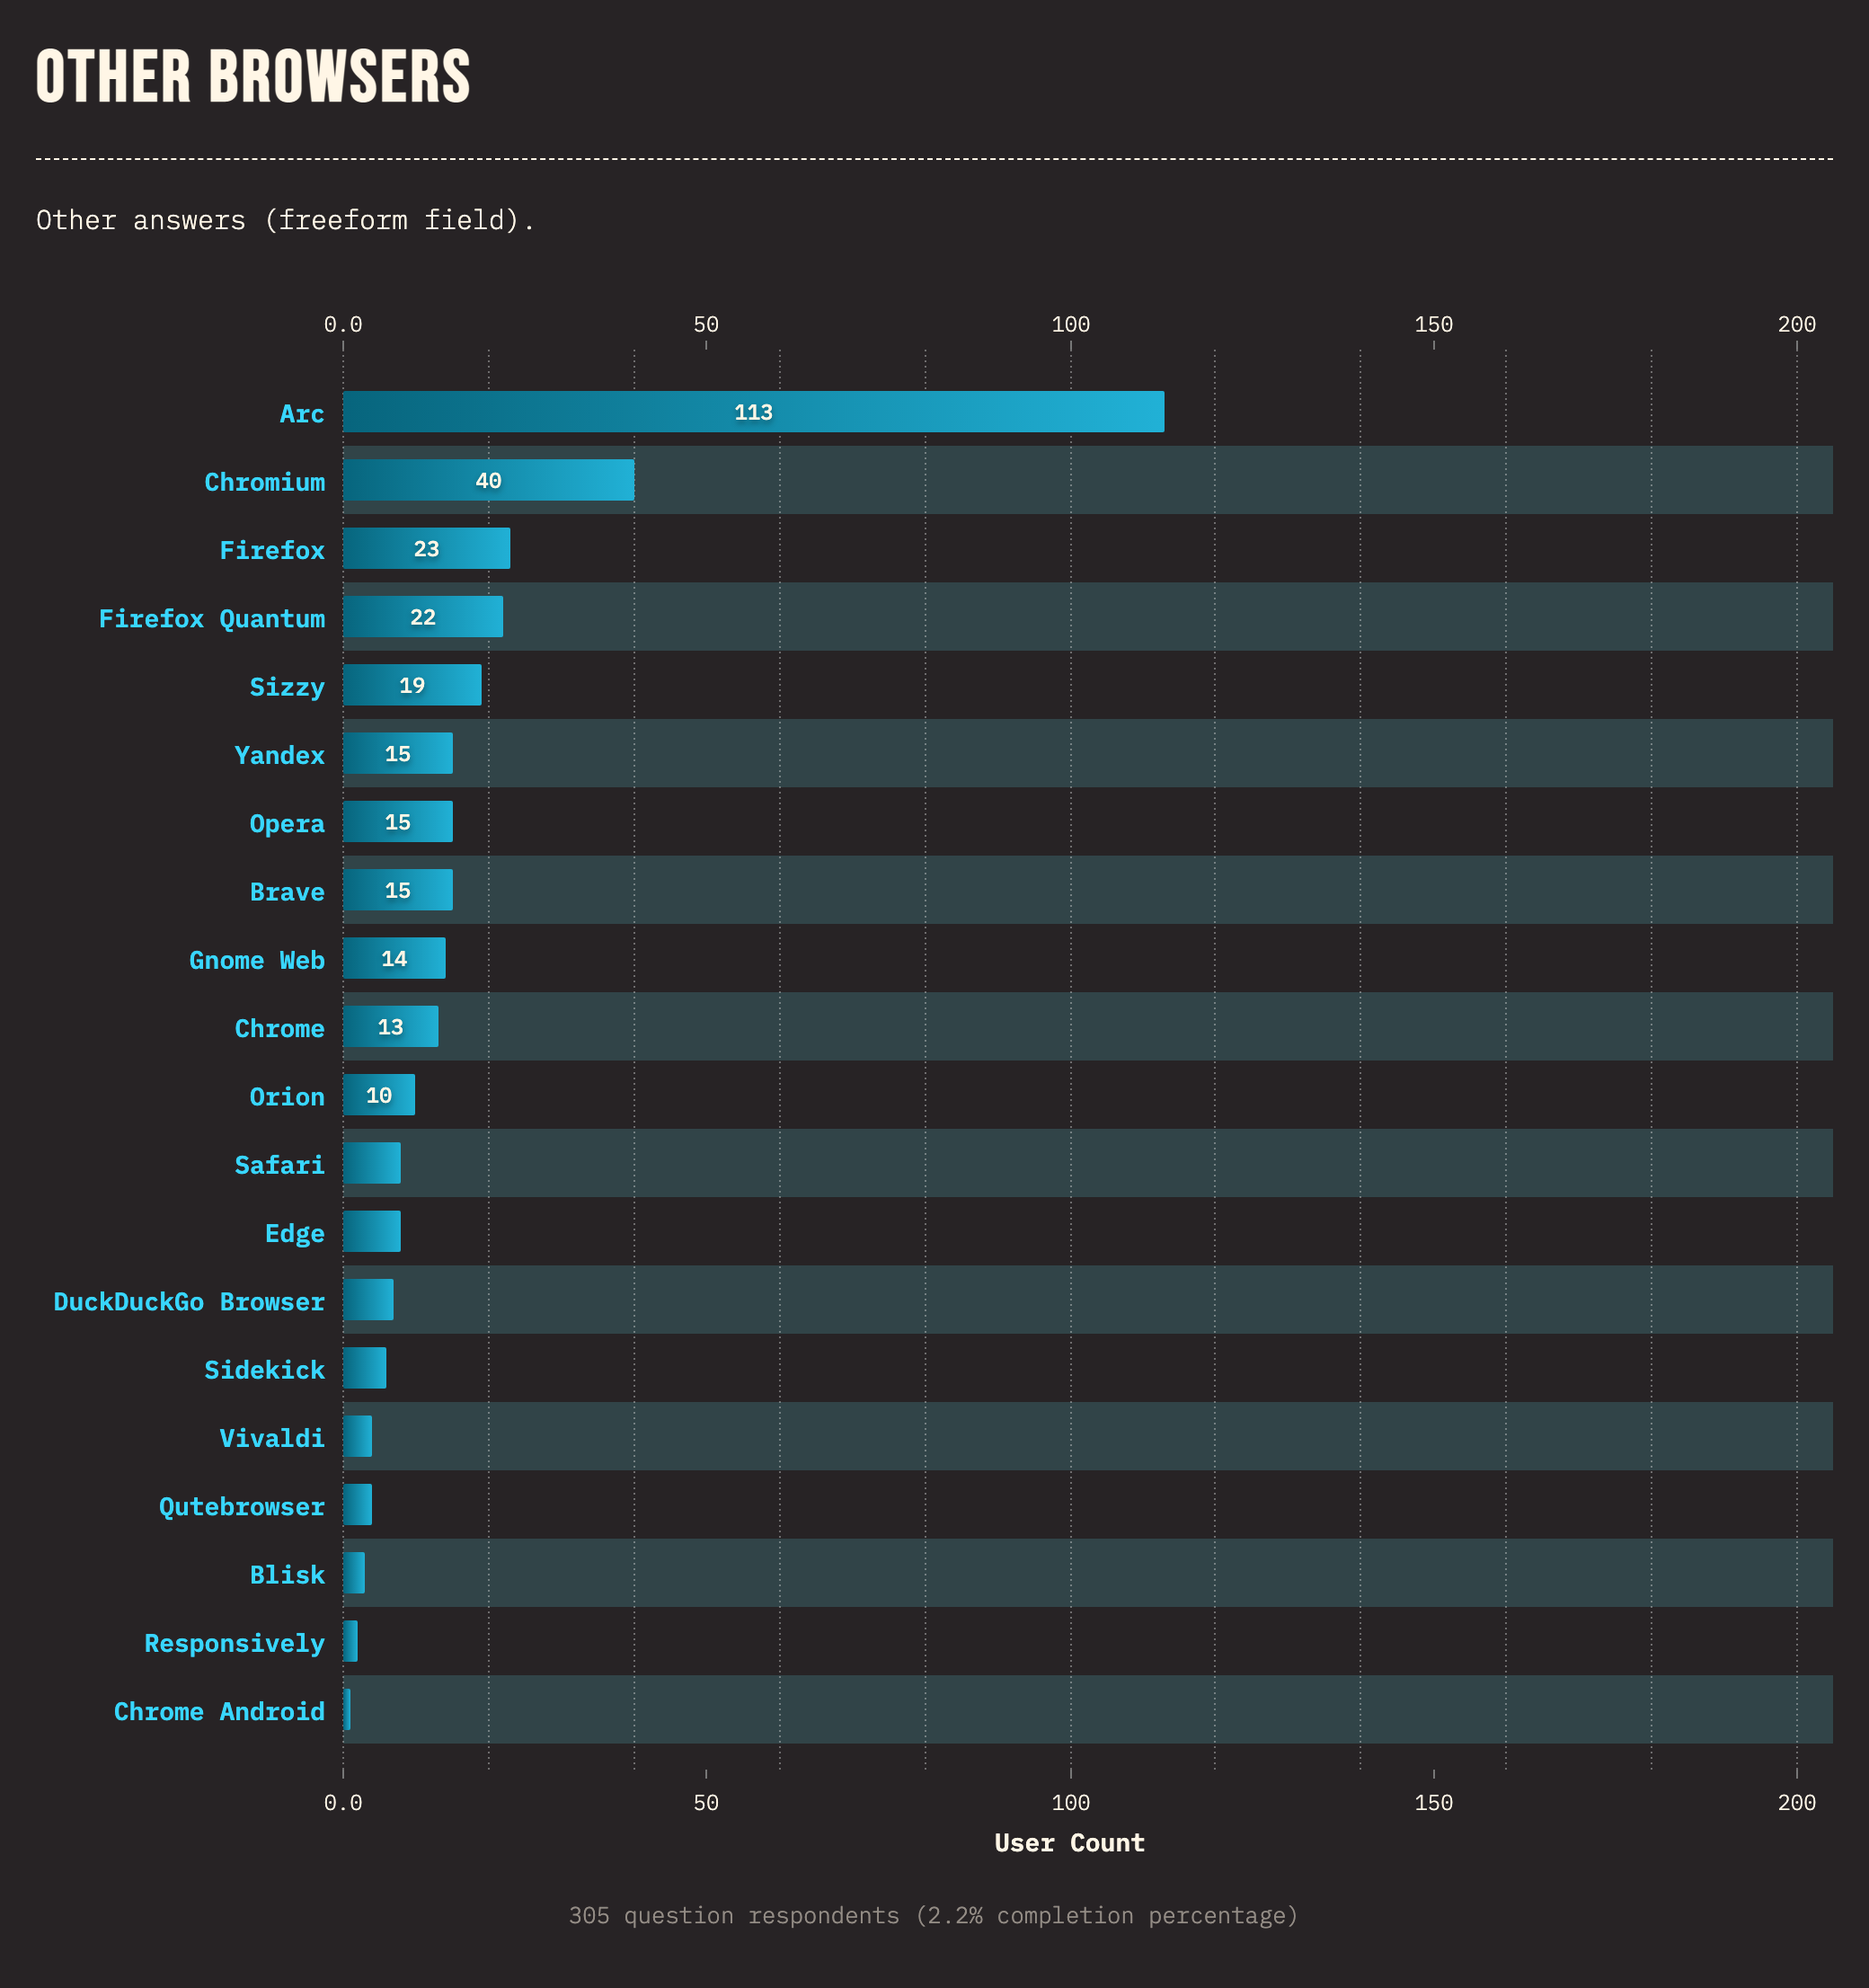 OTHER BROWSERS
Other answers (freeform field).
0.0 50 100 150 200
Arc 113
Chromium 40
Firefox 23
Firefox Quantum 22
Sizzy 19
Yandex 15
Opera 15
Brave 15
Gnome Web 14
Chrome 13
Orion 10
Safari
Edge
DuckDuckGo Browser
Sidekick
Vivaldi
Qutebrowser
Blisk
Responsively
Chrome Android
0.0 50 100 150 200
User Count
305 question respondents (2.2% completion percentage)